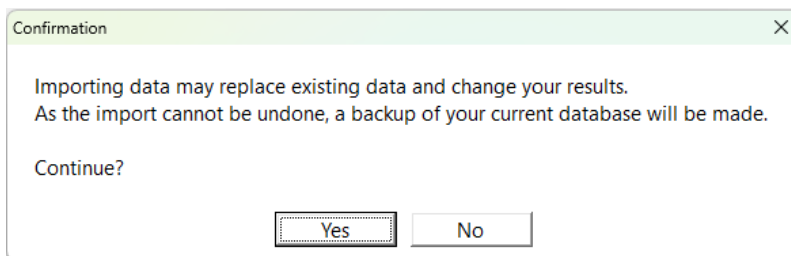 Confirmation
Importing data may replace existing data and change your results.
As the import cannot be undone, a backup of your current database will be made.
Continue?
Yes
No